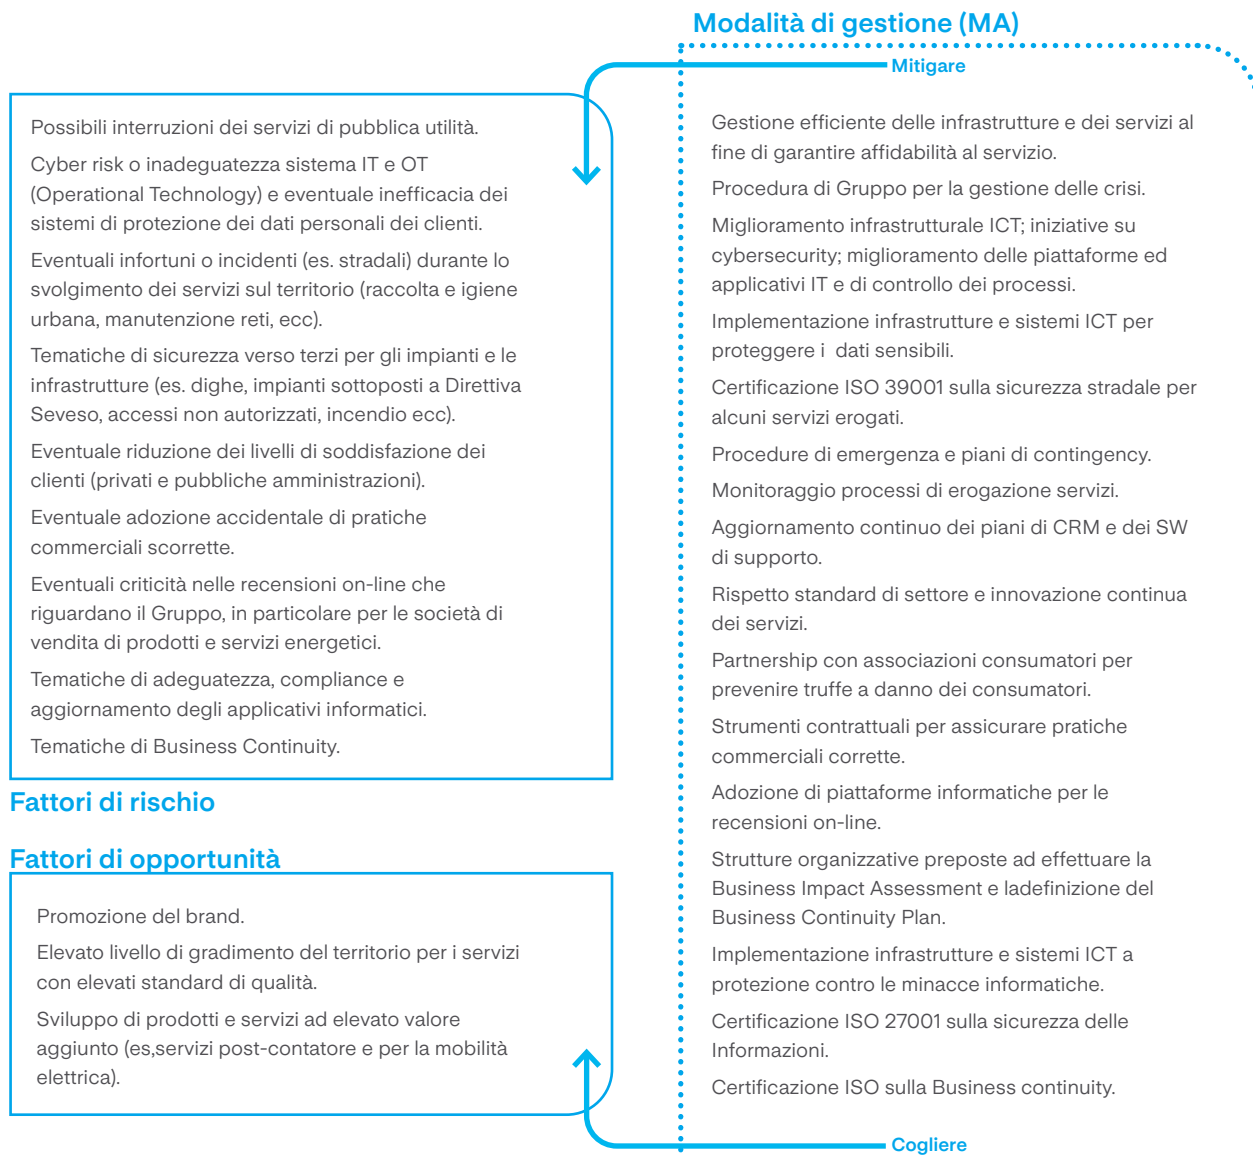 Modalità di gestione (MA)
Mitigare
Possibili interruzioni dei servizi di pubblica utilità.
Cyber risk o inadeguatezza sistema IT e OT
(Operational Technology) e eventuale inefficacia dei
sistemi di protezione dei dati personali dei clienti.
Eventuali infortuni o incidenti (es. stradali) durante lo
svolgimento dei servizi sul territorio (raccolta e igiene
urbana, manutenzione reti, ecc).
Tematiche di sicurezza verso terzi per gli impianti e le
infrastrutture (es. dighe, impianti sottoposti a Direttiva
Seveso, accessi non autorizzati, incendio ecc).
Eventuale riduzione dei livelli di soddisfazione dei
clienti (privati e pubbliche amministrazioni).
Eventuale adozione accidentale di pratiche
commerciali scorrette.
Eventuali criticità nelle recensioni on-line che
riguardano il Gruppo, in particolare per le società di
vendita di prodotti e servizi energetici.
Tematiche di adeguatezza, compliance e
aggiornamento degli applicativi informatici.
Tematiche di Business Continuity.
Fattori di rischio
Fattori di opportunità
Promozione del brand.
Elevato livello di gradimento del territorio per i servizi
con elevati standard di qualità.
Sviluppo di prodotti e servizi ad elevato valore
aggiunto (es,servizi post-contatore e per la mobilità
elettrica).
Gestione efficiente delle infrastrutture e dei servizi al
fine di garantire affidabilità al servizio.
Procedura di Gruppo per la gestione delle crisi.
Miglioramento infrastrutturale ICT; iniziative su
cybersecurity; miglioramento delle piattaforme ed
applicativi IT e di controllo dei processi.
Implementazione infrastrutture e sistemi ICT per
proteggere i  dati sensibili.
Certificazione ISO 39001 sulla sicurezza stradale per
alcuni servizi erogati.
Procedure di emergenza e piani di contingency.
Monitoraggio processi di erogazione servizi.
Aggiornamento continuo dei piani di CRM e dei SW
di supporto.
Rispetto standard di settore e innovazione continua
dei servizi.
Partnership con associazioni consumatori per
prevenire truffe a danno dei consumatori.
Strumenti contrattuali per assicurare pratiche
commerciali corrette.
Adozione di piattaforme informatiche per le
recensioni on-line.
Strutture organizzative preposte ad effettuare la
Business Impact Assessment e ladefinizione del
Business Continuity Plan.
Implementazione infrastrutture e sistemi ICT a
protezione contro le minacce informatiche.
Certificazione ISO 27001 sulla sicurezza delle
Informazioni.
Certificazione ISO sulla Business continuity.
Cogliere